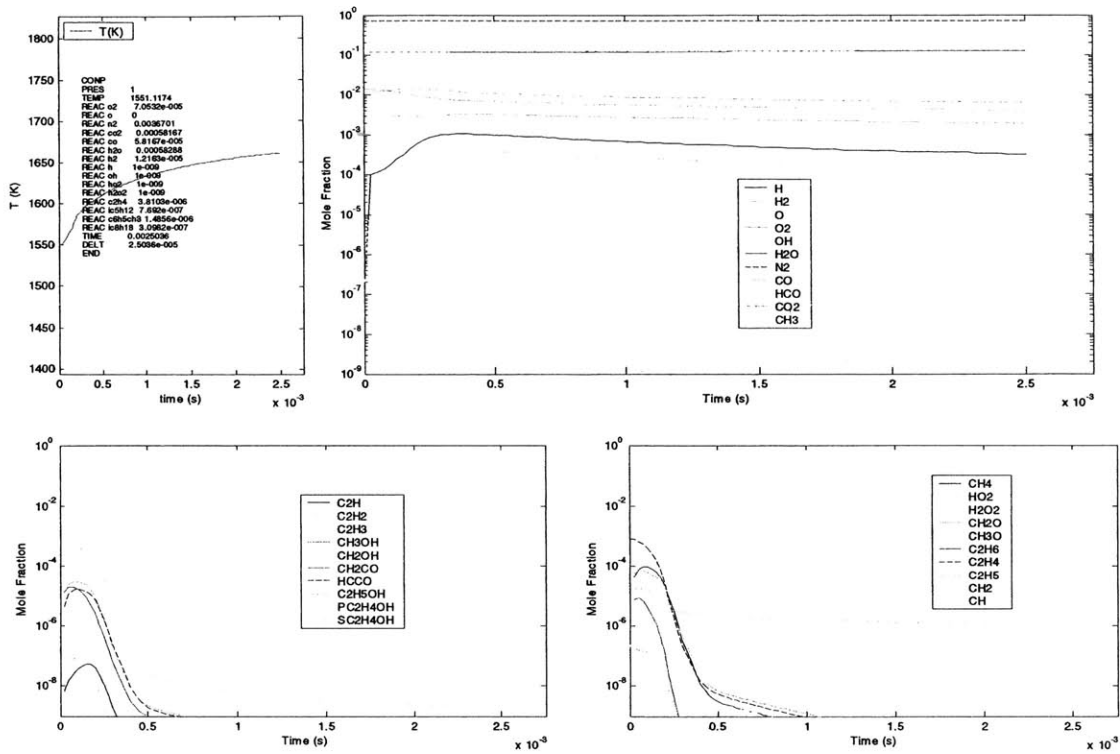 T(K)
1800
1750
1700
1650
1600
1550
1500
1450
1400
T (K)
CONP
PRES 1
TEMP 1551.1174
REAC o2 7.0532e-005
REAC o 0
REAC n2 0.0036701
REAC co2 0.00058167
REAC co 5.8167e-005
REAC h2o 0.00058288
REAC h2 1.2163e-005
REAC h 1e-009
REAC oh 1e-009
REAC ho2 1e-009
REAC h2o2 1e-009
REAC c2h4 3.8103e-006
REAC ic5h12 7.692e-007
REAC c6h5ch3 1.4856e-006
REAC ic8h18 3.0982e-007
TIME 0.0025036
DELT 2.5036e-005
END
0 0.5 1 1.5 2 2.5
time (s)
x 10⁻³
10⁰
10⁻¹
10⁻²
10⁻³
10⁻⁴
10⁻⁵
10⁻⁶
10⁻⁷
10⁻⁸
10⁻⁹
Mole Fraction
H
H2
O
O2
OH
H2O
N2
CO
HCO
CO2
CH3
0 0.5 1 1.5 2 2.5
Time (s)
x 10⁻³
10⁰
10⁻²
10⁻⁴
10⁻⁶
10⁻⁸
Mole Fraction
C2H
C2H2
C2H3
CH3OH
CH2OH
CH2CO
HCCO
C2H5OH
PC2H4OH
SC2H4OH
0 0.5 1 1.5 2 2.5
Time (s)
x 10⁻³
10⁰
10⁻²
10⁻⁴
10⁻⁶
10⁻⁸
Mole Fraction
CH4
HO2
H2O2
CH2O
CH3O
C2H6
C2H4
C2H5
CH2
CH
0 0.5 1 1.5 2 2.5
Time (s)
x 10⁻³